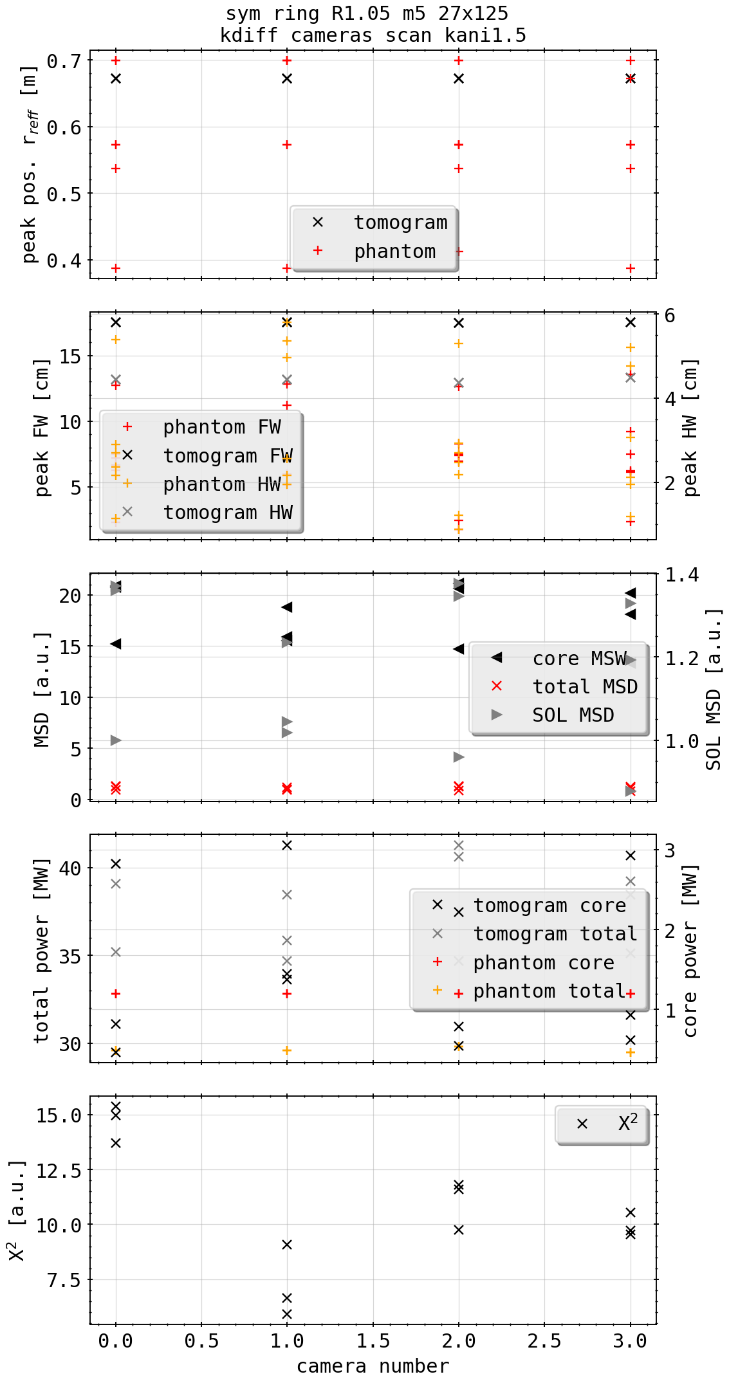 sym ring R1.05 m5 27x125
kdiff cameras scan kani1.5
peak pos. r_reff [m]
0.7
0.6
0.5
0.4
tomogram
phantom
peak FW [cm]
15
10
5
peak HW [cm]
6
4
2
phantom FW
tomogram FW
phantom HW
tomogram HW
MSD [a.u.]
20
15
10
5
0
SOL MSD [a.u.]
1.4
1.2
1.0
core MSW
total MSD
SOL MSD
total power [MW]
40
35
30
core power [MW]
3
2
1
tomogram core
tomogram total
phantom core
phantom total
X² [a.u.]
15.0
12.5
10.0
7.5
X²
0.0 0.5 1.0 1.5 2.0 2.5 3.0
camera number